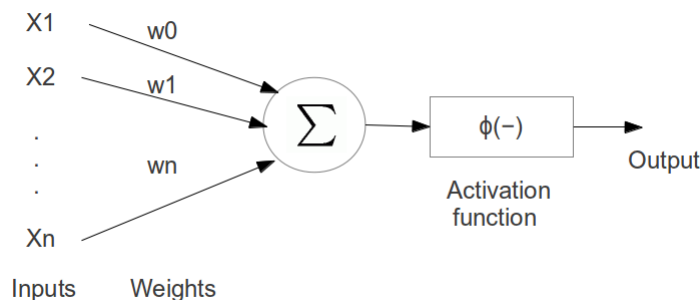 X1
w0
X2
w1
.
.
.
wn
Xn
Σ
ϕ(−)
Output
Activation
function
Inputs
Weights